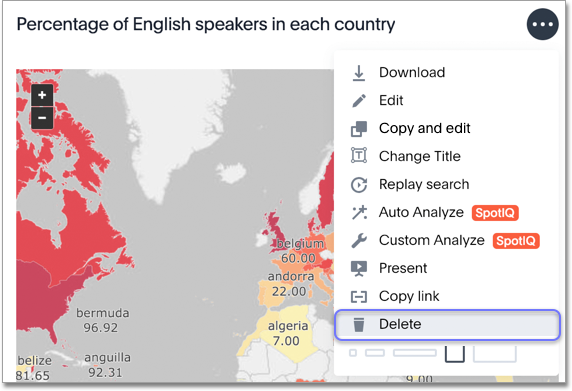 Percentage of English speakers in each country
Download
Edit
Copy and edit
Change Title
Replay search
Auto Analyze SpotIQ
Custom Analyze SpotIQ
Present
Copy link
Delete
+
−
belgium
60.00
andorra
22.00
bermuda
96.92
algeria
7.00
belize
81.65
anguilla
92.31
9.00